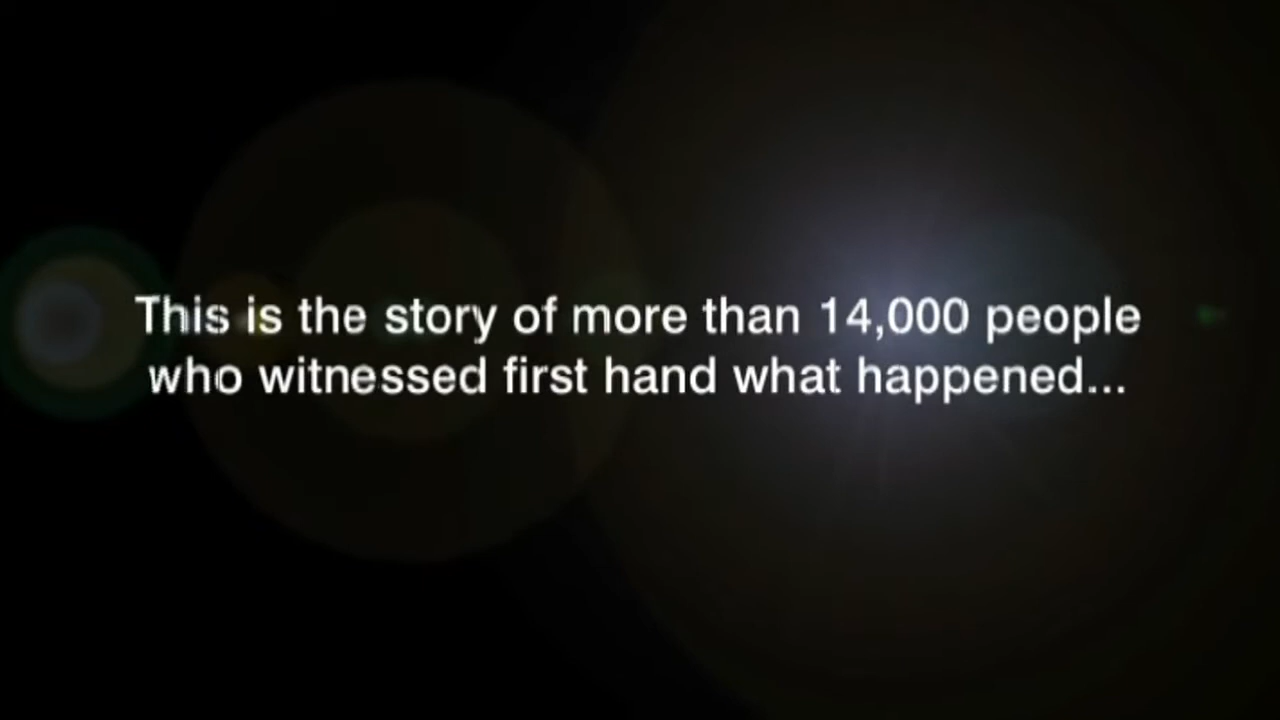 This is the story of more than 14,000 people
who witnessed first hand what happened...